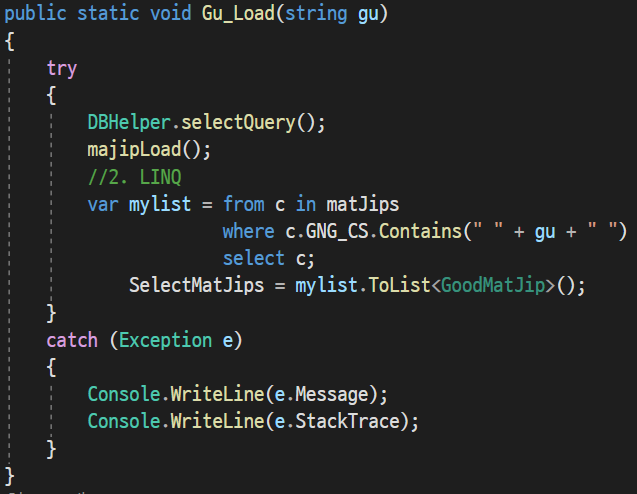 public static void Gu_Load(string gu)
{
    try
    {
        DBHelper.selectQuery();
        majipLoad();
        //2. LINQ
        var mylist = from c in matJips
                     where c.GNG_CS.Contains(" " + gu + " ")
                     select c;
            SelectMatJips = mylist.ToList<GoodMatJip>();
    }
    catch (Exception e)
    {
        Console.WriteLine(e.Message);
        Console.WriteLine(e.StackTrace);
    }
}